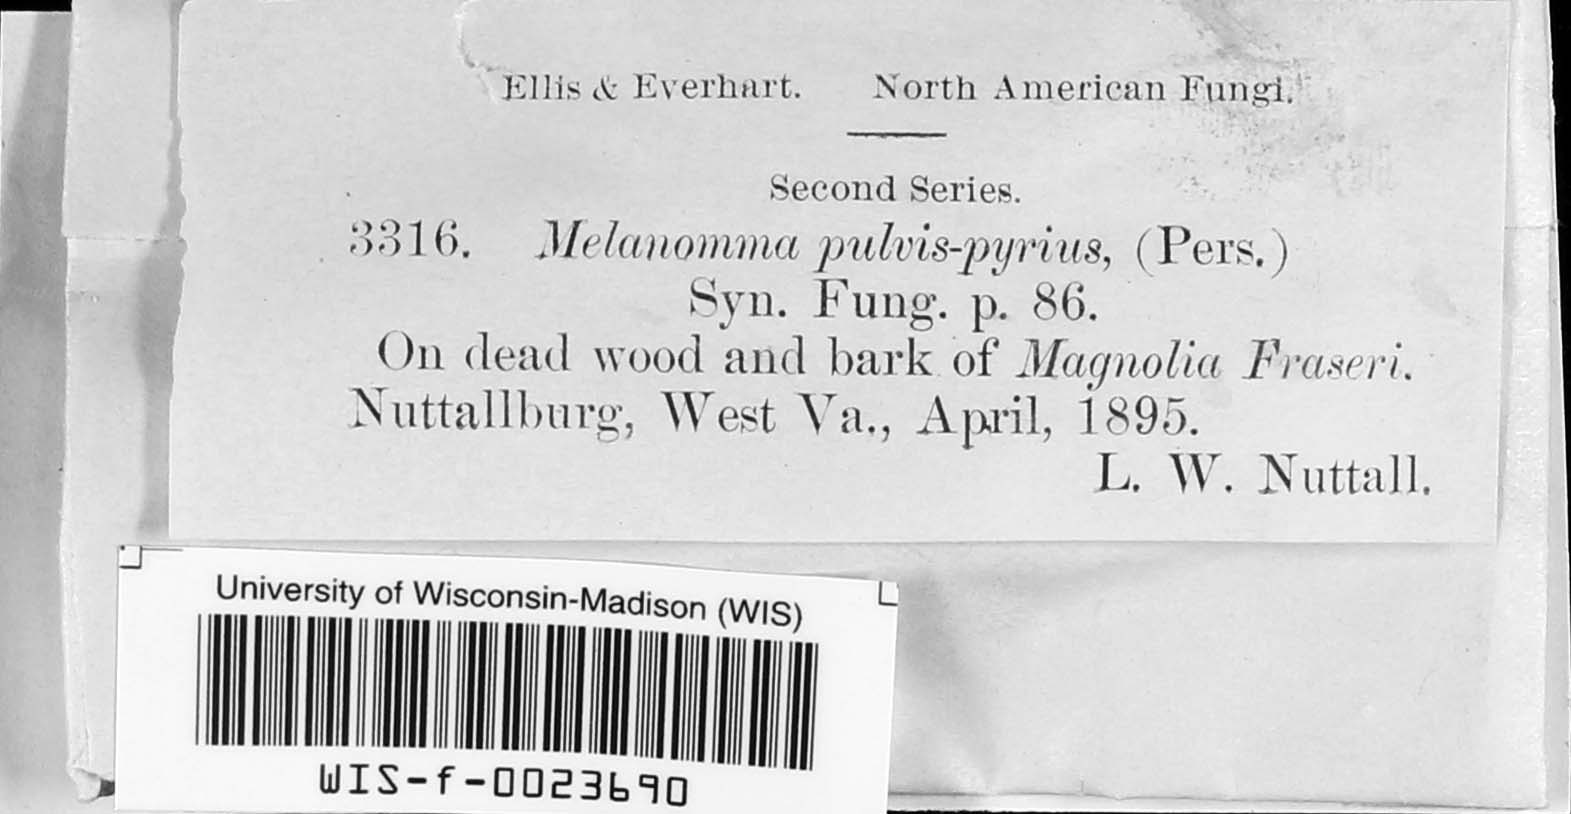 Ellis & Everhart. North American Fungi.
Second Series.
3316. Melanomma pulvis-pyrius, (Pers.)
Syn. Fung. p. 86.
On dead wood and bark of Magnolia Fraseri.
Nuttallburg, West Va., April, 1895.
L. W. Nuttall.
University of Wisconsin-Madison (WIS)
WIS-f-0023690